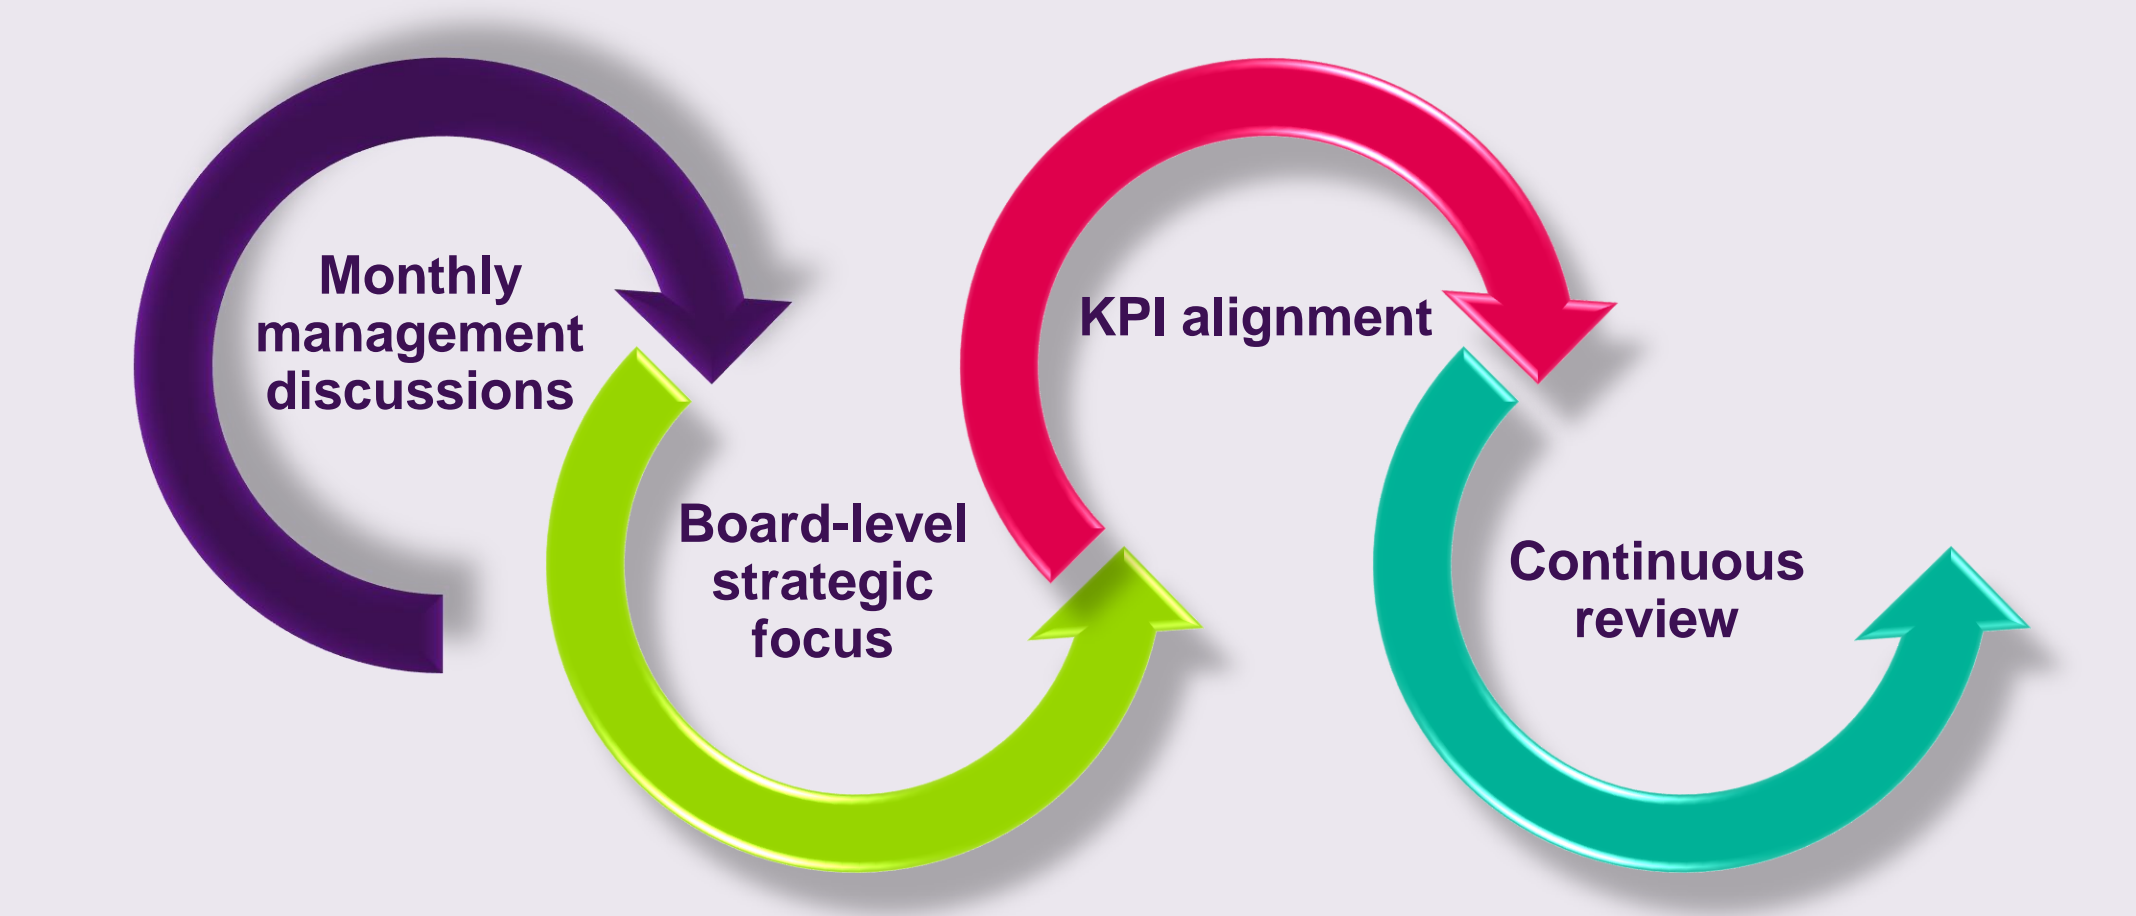 Monthly
management
discussions
Board-level
strategic
focus
KPI alignment
Continuous
review